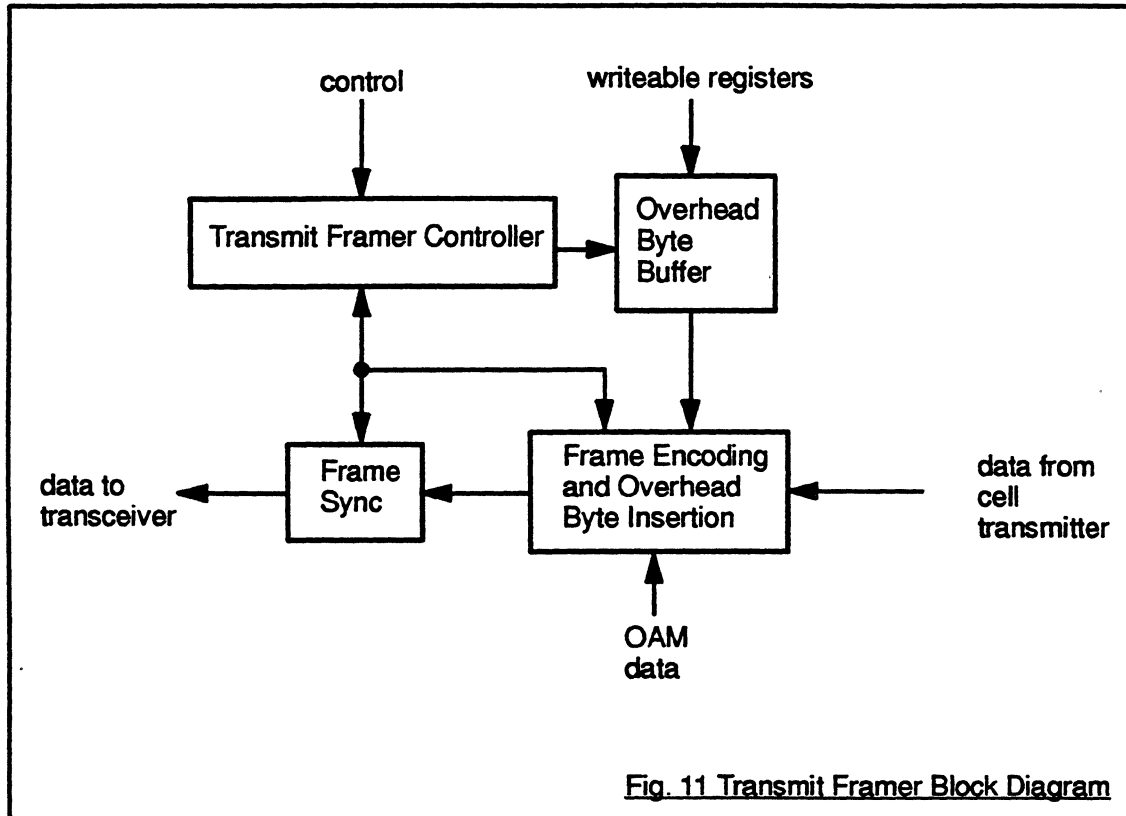 control
writeable registers
Transmit Framer Controller
Overhead
Byte
Buffer
data to
transceiver
Frame
Sync
Frame Encoding
and Overhead
Byte Insertion
data from
cell
transmitter
OAM
data
Fig. 11 Transmit Framer Block Diagram